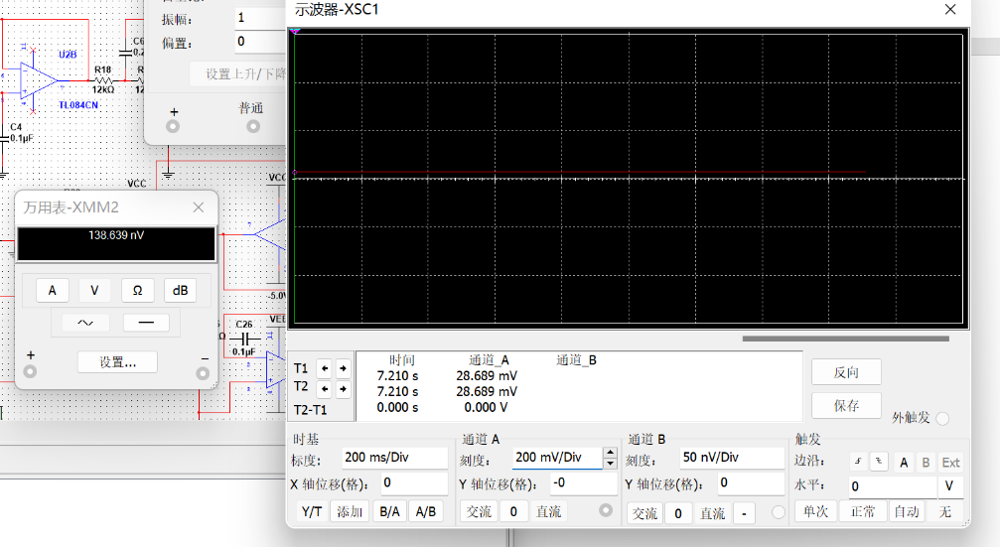 示波器-XSC1
振幅: 1
偏置: 0
设置上升/下降
+
普通
U2B
TL084CN
R18
12kΩ
C4
0.1μF
VCC
万用表-XMM2
138.639 nV
A V Ω dB
设置...
+ −
-5.0V
C26
0.1μF
T1
T2
T2-T1
时间 通道_A 通道_B
7.210 s 28.689 mV
7.210 s 28.689 mV
0.000 s 0.000 V
反向
保存
外触发
时基
标度: 200 ms/Div
X 轴位移(格): 0
Y/T 添加 B/A A/B
通道 A
刻度: 200 mV/Div
Y 轴位移(格): -0
交流 0 直流
通道 B
刻度: 50 nV/Div
Y 轴位移(格): 0
交流 0 直流 -
触发
边沿: A B Ext
水平: 0 V
单次 正常 自动 无